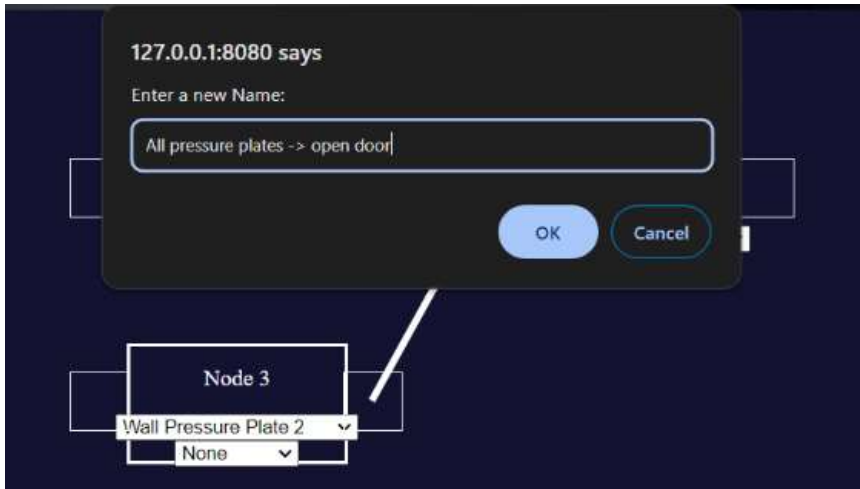 127.0.0.1:8080 says
Enter a new Name:
All pressure plates -> open door
OK
Cancel
Node 3
Wall Pressure Plate 2
None